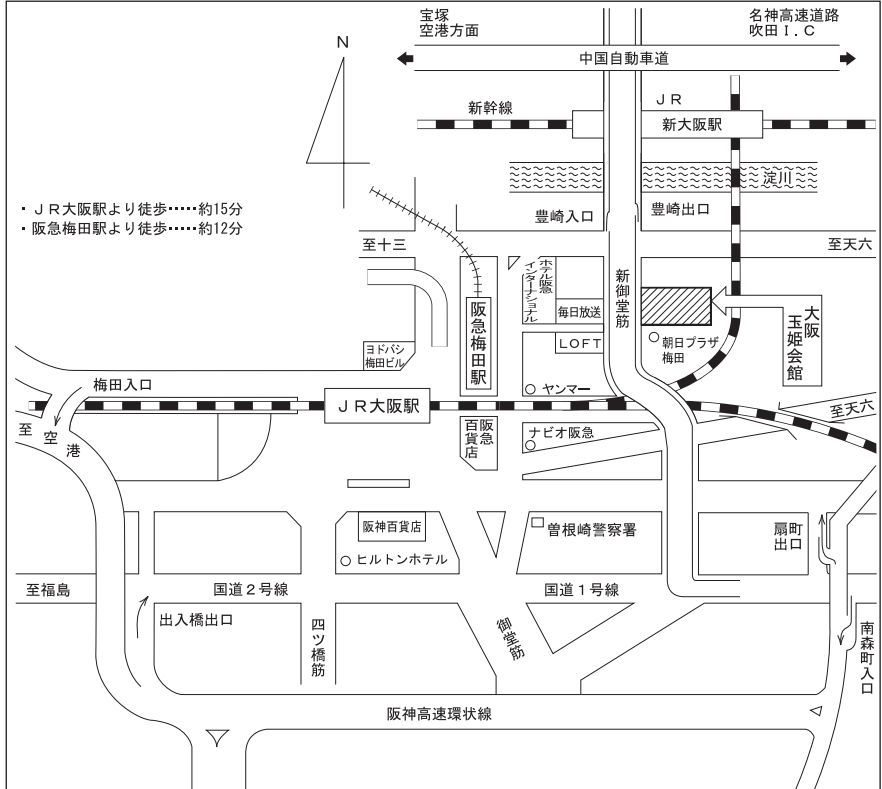 宝塚
空港方面
名神高速道路
吹田I.C
N
中国自動車道
新幹線
JR
新大阪駅
淀川
・JR大阪駅より徒歩‥‥‥約15分
・阪急梅田駅より徒歩‥‥‥約12分
豊崎入口
豊崎出口
至十三
至天六
ホテル阪急
インターナショナル
毎日放送
LOFT
新御堂筋
大阪
玉姫会館
朝日プラザ
梅田
阪急梅田駅
ヨドバシ
梅田ビル
梅田入口
ヤンマー
JR大阪駅
至天六
至空港
阪急
百貨店
ナビオ阪急
阪神百貨店
ヒルトンホテル
曽根崎警察署
扇町
出口
至福島
国道2号線
国道1号線
出入橋出口
四ツ橋筋
御堂筋
南森町入口
阪神高速環状線